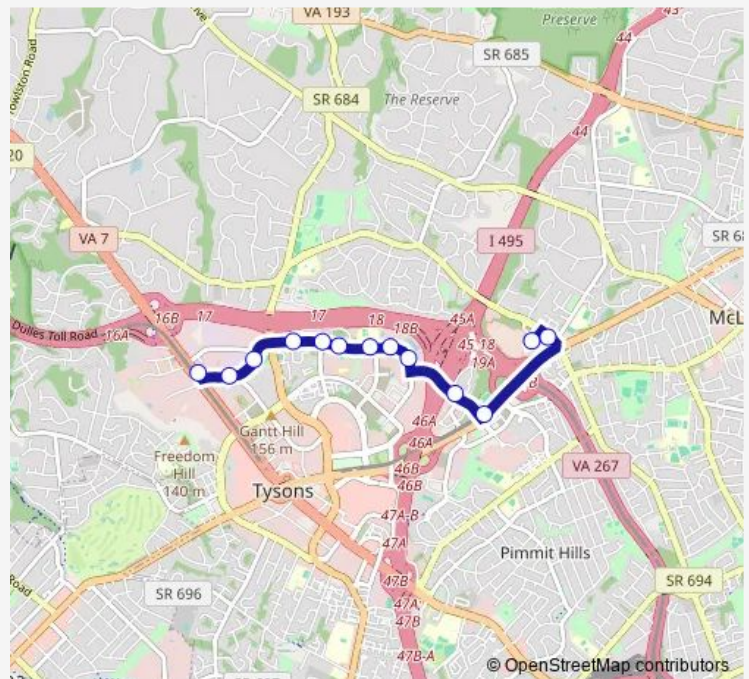 VA 193
Preserve
43
44
SR 685
SR 684
The Reserve
44
20
VA 7
I 495
SR 68
16B
17
17
18
18B
45A
Dulles Toll Road
16A
45
18
19A
McL
46A
Gantt Hill
156 m
46A
Freedom
Hill
140 m
46B
46B
VA 267
Tysons
47A-B
47A
Pimmit Hills
47B
SR 694
SR 696
47A
47B
Road
47B-A
© OpenStreetMap contributors